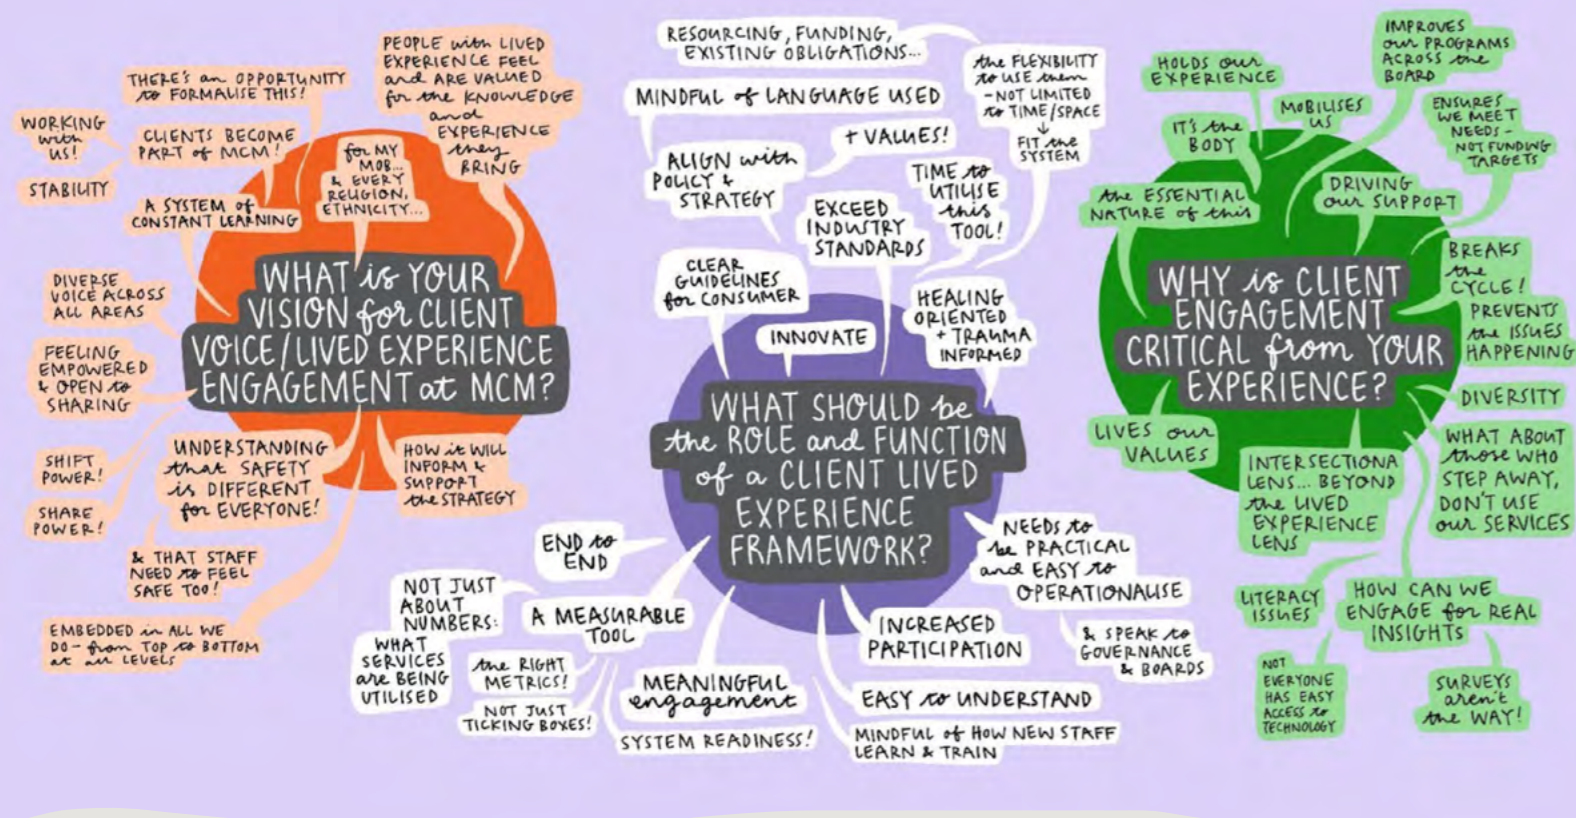 PEOPLE with LIVED
EXPERIENCE FEEL
and ARE VALUED
for the KNOWLEDGE
and
EXPERIENCE
they
BRING
THERE'S an OPPORTUNITY
to FORMALISE THIS!
WORKING
with
US!
CLIENTS BECOME
PART of MCM!
STABILITY
for MY
MOB...
& EVERY
RELIGION,
ETHNICITY...
A SYSTEM of
CONSTANT LEARNING
WHAT is YOUR
VISION for CLIENT
VOICE/LIVED EXPERIENCE
ENGAGEMENT at MCM?
DIVERSE
VOICE ACROSS
ALL AREAS
FEELING
EMPOWERED
& OPEN to
SHARING
SHIFT
POWER!
SHARE
POWER!
UNDERSTANDING
that SAFETY
is DIFFERENT
for EVERYONE!
& THAT STAFF
NEED to FEEL
SAFE TOO!
HOW it WILL
INFORM &
SUPPORT
the STRATEGY
EMBEDDED in ALL WE
DO - from TOP to BOTTOM
at all LEVELS
RESOURCING, FUNDING,
EXISTING OBLIGATIONS...
the FLEXIBILITY
to USE them
- NOT LIMITED
to TIME/SPACE
↓
FIT the
SYSTEM
MINDFUL of LANGUAGE USED
+ VALUES!
ALIGN with
POLICY &
STRATEGY
TIME to
UTILISE
this
TOOL!
EXCEED
INDUSTRY
STANDARDS
CLEAR
GUIDELINES
for CONSUMER
INNOVATE
HEALING
ORIENTED
+ TRAUMA
INFORMED
WHAT SHOULD be
the ROLE and FUNCTION
of a CLIENT LIVED
EXPERIENCE
FRAMEWORK?
END to
END
NOT JUST
ABOUT
NUMBERS:
WHAT
SERVICES
are BEING
UTILISED
A MEASURABLE
TOOL
the RIGHT
METRICS!
NOT JUST
TICKING BOXES!
SYSTEM READINESS!
MEANINGFUL
engagement
NEEDS to
be PRACTICAL
and EASY to
OPERATIONALISE
& SPEAK to
GOVERNANCE
& BOARDS
INCREASED
PARTICIPATION
EASY to UNDERSTAND
MINDFUL of HOW NEW STAFF
LEARN & TRAIN
IMPROVES
our PROGRAMS
ACROSS the
BOARD
HOLDS our
EXPERIENCE
MOBILISES
US
IT'S the
BODY
ENSURES
WE MEET
NEEDS -
NOT FUNDING
TARGETS
the ESSENTIAL
NATURE of this
DRIVING
our SUPPORT
WHY is CLIENT
ENGAGEMENT
CRITICAL from YOUR
EXPERIENCE?
BREAKS
the
CYCLE!
PREVENTS
the ISSUES
HAPPENING
DIVERSITY
LIVES our
VALUES
INTERSECTIONA
LENS... BEYOND
the LIVED
EXPERIENCE
LENS
WHAT ABOUT
those WHO
STEP AWAY,
DON'T USE
our SERVICES
LITERACY
ISSUES
HOW CAN WE
ENGAGE for REAL
INSIGHTS
NOT
EVERYONE
HAS EASY
ACCESS to
TECHNOLOGY
SURVEYS
aren't
the WAY!